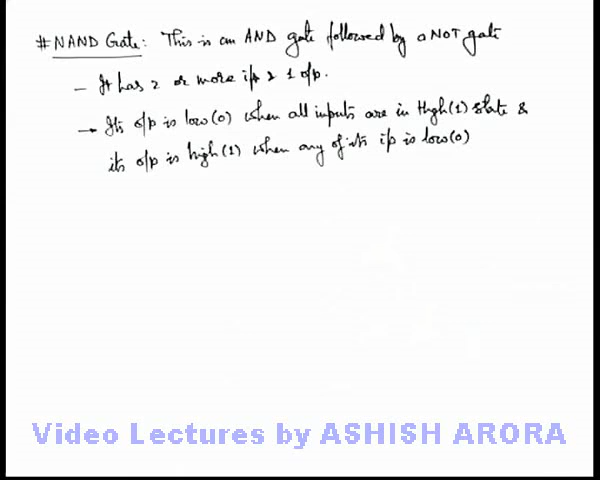 # NAND Gate: This is an AND gate followed by a NOT gate
- It has 2 or more i/p & 1 o/p.
- Its o/p is low(0) when all inputs are in High(1) state &
its o/p is high(1) when any of its i/p is low(0)
Video Lectures by ASHISH ARORA